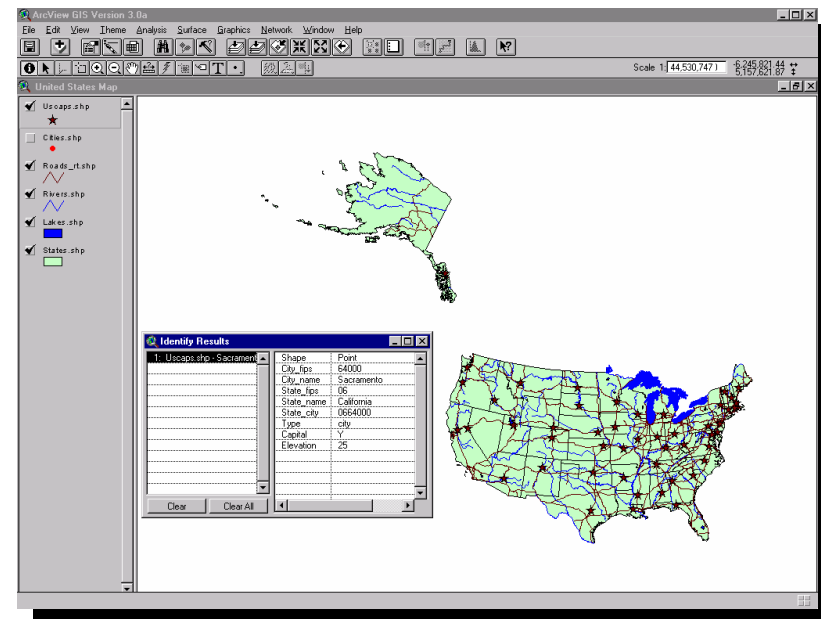 ArcView GIS Version 3.0a
File Edit View Theme Analysis Surface Graphics Network Window Help
Scale 1: 44,530,747
-6,245,821.44
5,157,621.87
United States Map
Uscaps.shp
Cities.shp
Roads_rt.shp
Rivers.shp
Lakes.shp
States.shp
Identify Results
1: Uscaps.shp - Sacrament
Shape Point
City_fips 64000
City_name Sacramento
State_fips 06
State_name California
State_city 0664000
Type city
Capital Y
Elevation 25
Clear Clear All